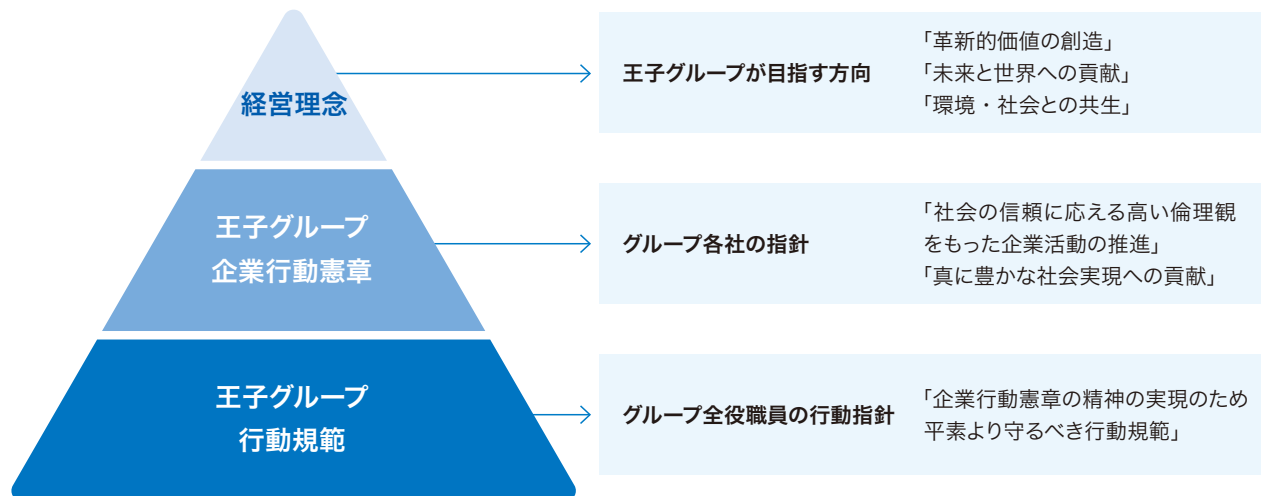 経営理念
王子グループが目指す方向
「革新的価値の創造」
「未来と世界への貢献」
「環境・社会との共生」
王子グループ
企業行動憲章
グループ各社の指針
「社会の信頼に応える高い倫理観
をもった企業活動の推進」
「真に豊かな社会実現への貢献」
王子グループ
行動規範
グループ全役職員の行動指針
「企業行動憲章の精神の実現のため
平素より守るべき行動規範」